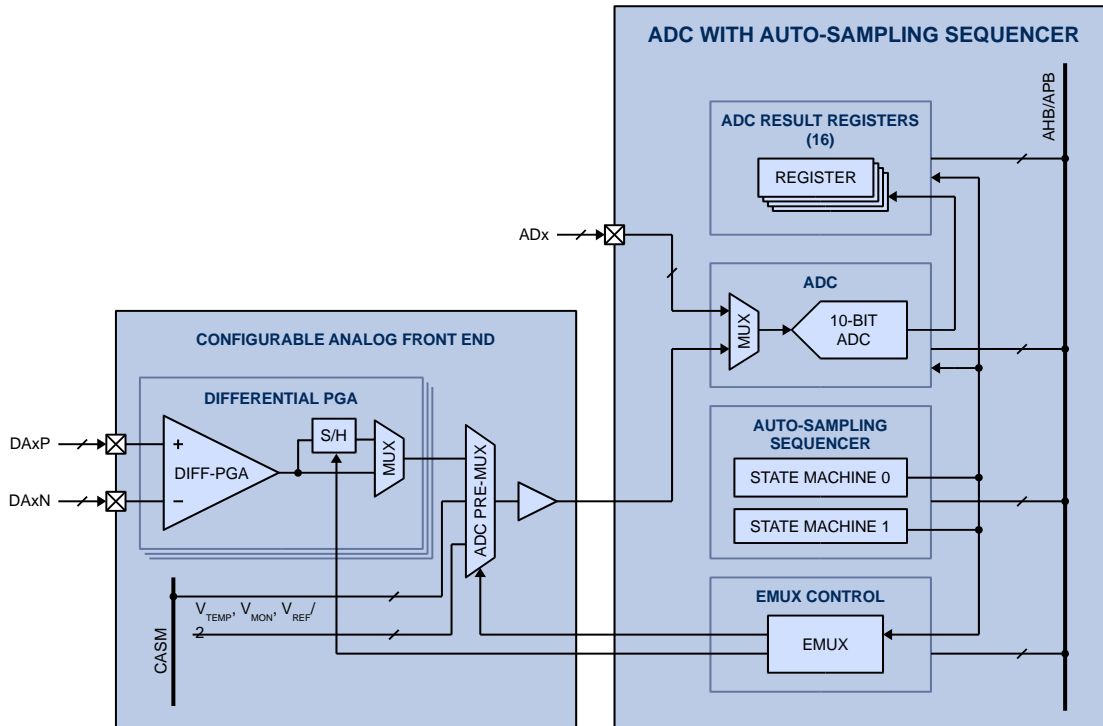 ADC WITH AUTO-SAMPLING SEQUENCER
AHB/APB
ADC RESULT REGISTERS
(16)
REGISTER
ADx
ADC
MUX
10-BIT
ADC
CONFIGURABLE ANALOG FRONT END
DIFFERENTIAL PGA
DAxP
+
S/H
MUX
DIFF-PGA
DAxN
−
ADC PRE-MUX
AUTO-SAMPLING
SEQUENCER
STATE MACHINE 0
STATE MACHINE 1
CASM
VTEMP, VMON, VREF/
2
EMUX CONTROL
EMUX